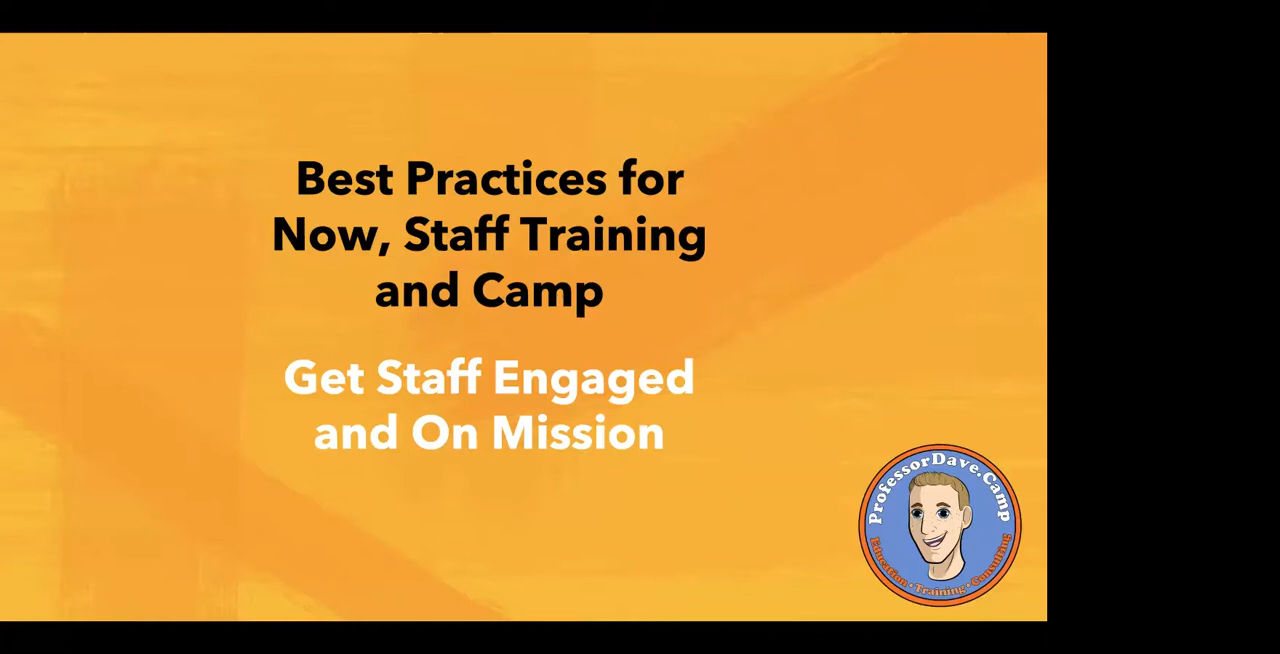 Best Practices for
Now, Staff Training
and Camp
Get Staff Engaged
and On Mission
ProfessorDave.Camp
Education • Training • Consulting